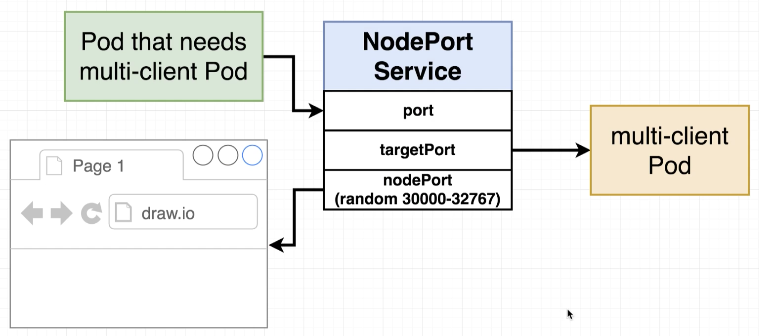 Pod that needs
multi-client Pod
NodePort
Service
port
targetPort
nodePort
(random 30000-32767)
multi-client
Pod
Page 1
draw.io